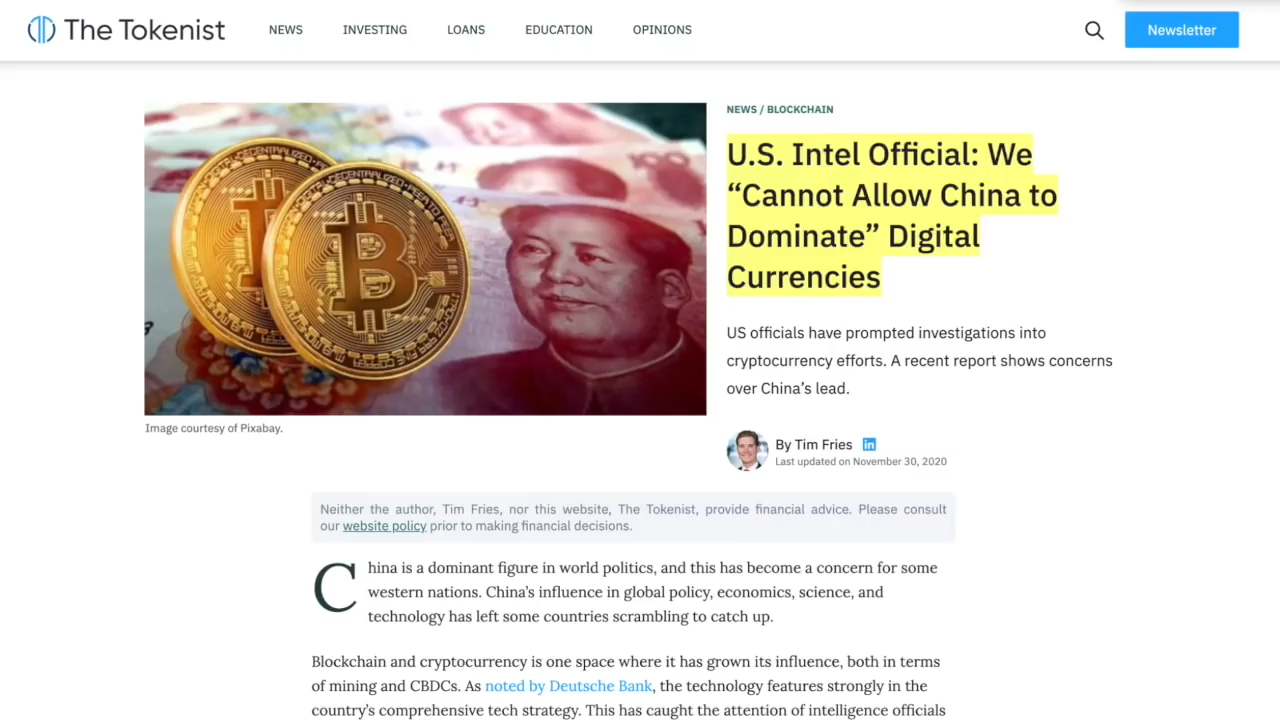 The Tokenist
NEWS
INVESTING
LOANS
EDUCATION
OPINIONS
Newsletter
NEWS / BLOCKCHAIN
U.S. Intel Official: We
“Cannot Allow China to
Dominate” Digital
Currencies
US officials have prompted investigations into
cryptocurrency efforts. A recent report shows concerns
over China’s lead.
Image courtesy of Pixabay.
By Tim Fries in
Last updated on November 30, 2020
Neither the author, Tim Fries, nor this website, The Tokenist, provide financial advice. Please consult
our website policy prior to making financial decisions.
China is a dominant figure in world politics, and this has become a concern for some
western nations. China’s influence in global policy, economics, science, and
technology has left some countries scrambling to catch up.
Blockchain and cryptocurrency is one space where it has grown its influence, both in terms
of mining and CBDCs. As noted by Deutsche Bank, the technology features strongly in the
country’s comprehensive tech strategy. This has caught the attention of intelligence officials